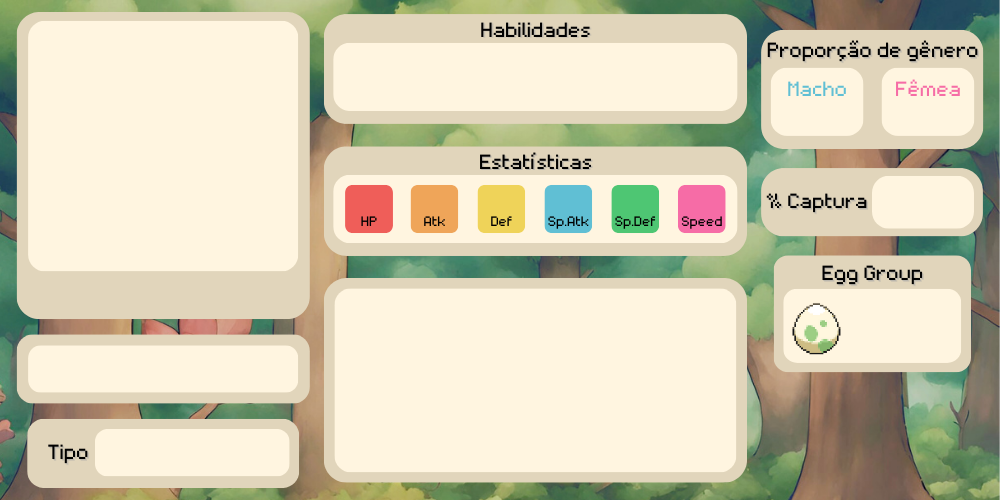 Habilidades
Estatísticas
HP
Atk
Def
Sp.Atk
Sp.Def
Speed
Tipo
Proporção de gênero
Macho
Fêmea
% Captura
Egg Group